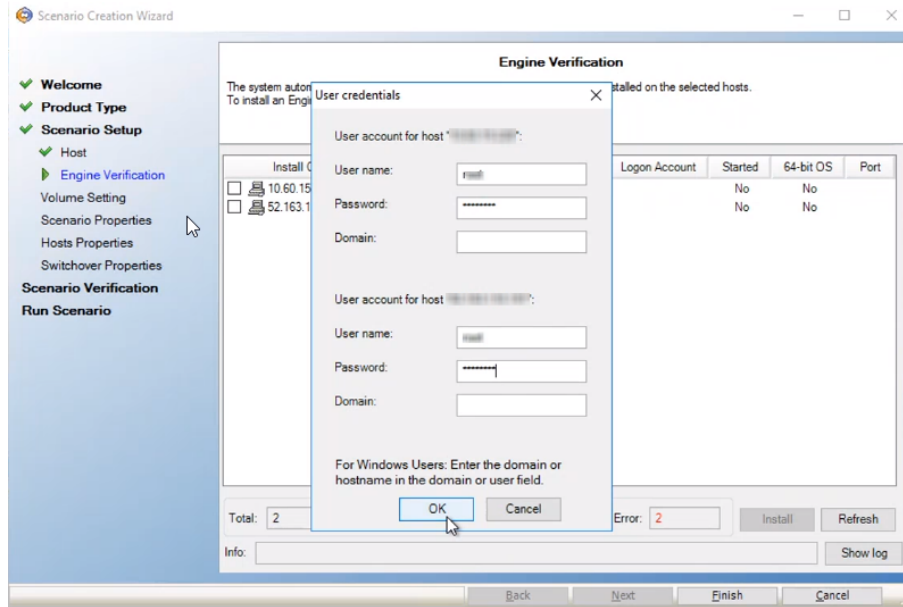 Scenario Creation Wizard
Welcome
Product Type
Scenario Setup
Host
Engine Verification
Volume Setting
Scenario Properties
Hosts Properties
Switchover Properties
Scenario Verification
Run Scenario
Engine Verification
The system autom
To install an Engi
stalled on the selected hosts.
Install
Logon Account Started 64-bit OS Port
10.60.15 No No
52.163.1 No No
User credentials
User account for host " ":
User name:
Password: ********
Domain:
User account for host ":
User name:
Password: ********
Domain:
For Windows Users: Enter the domain or
hostname in the domain or user field.
OK Cancel
Total: 2 Error: 2 Install Refresh
Info: Show log
Back Next Finish Cancel